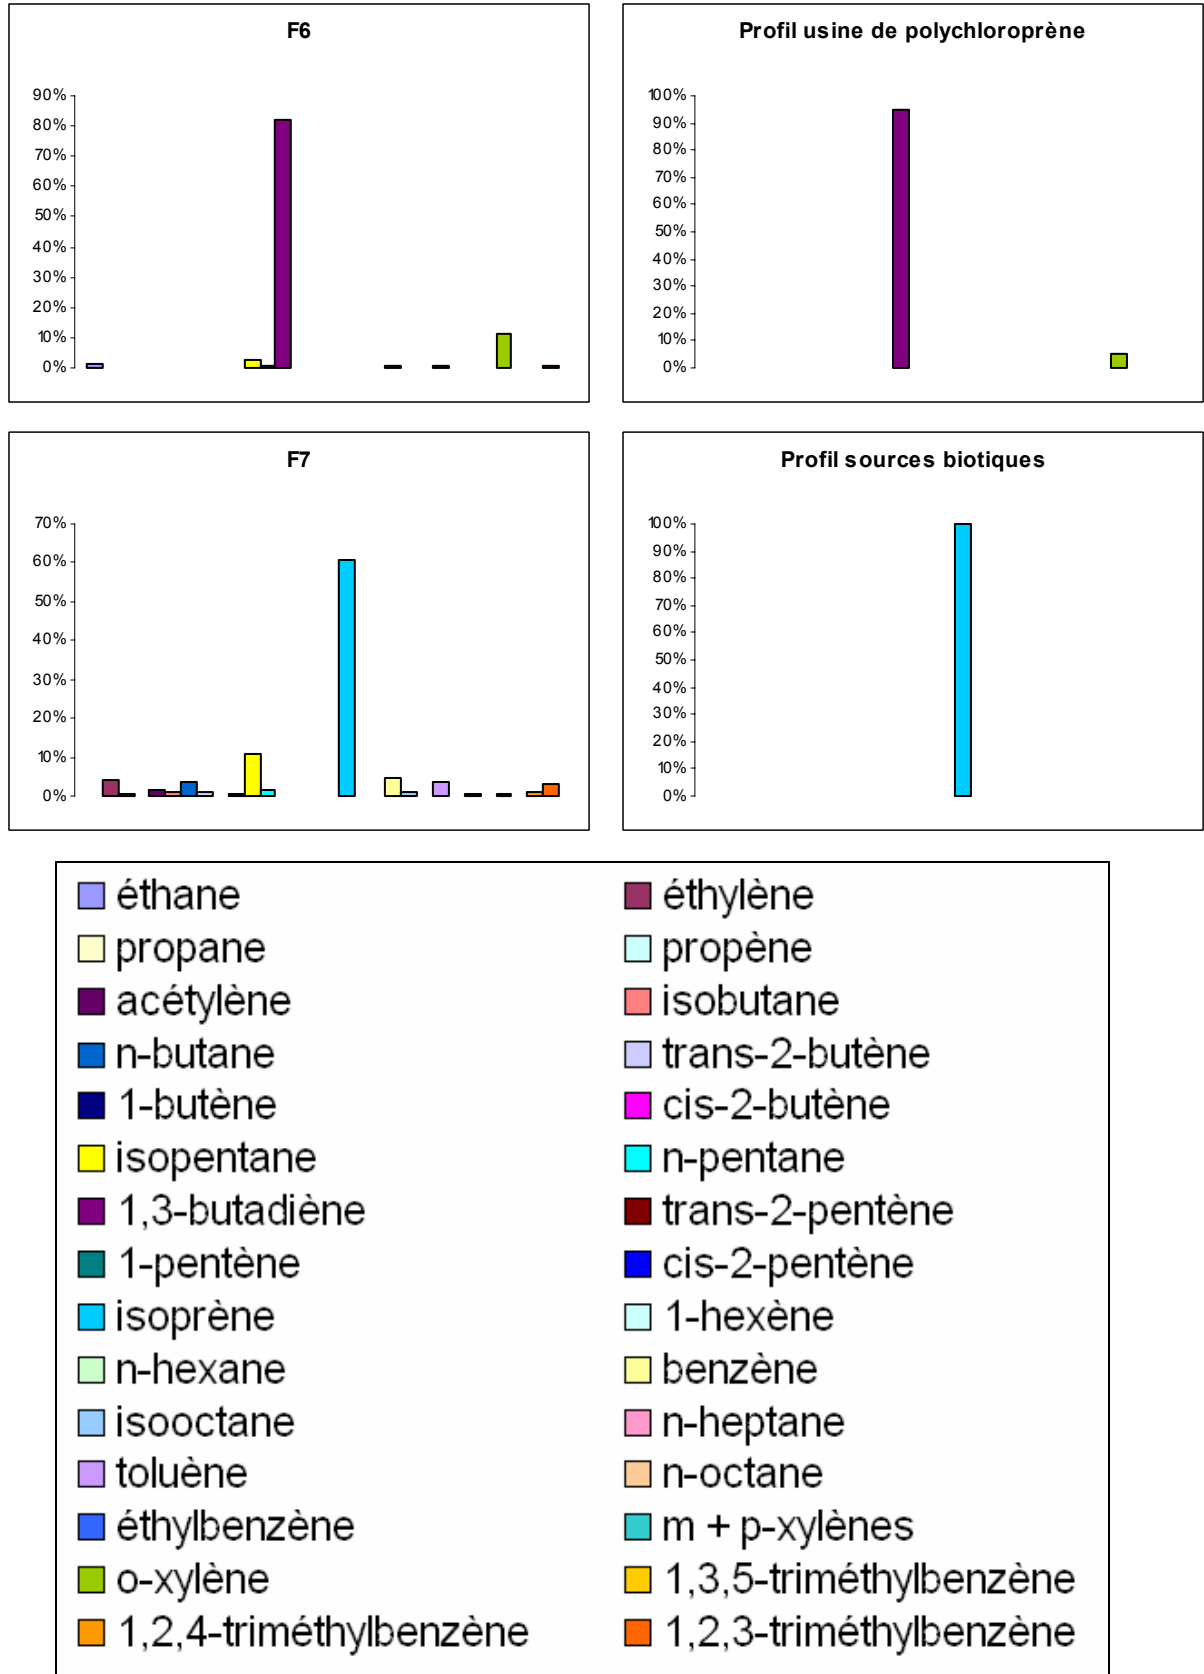 F6
90%
80%
70%
60%
50%
40%
30%
20%
10%
0%
Profil usine de polychloroprène
100%
90%
80%
70%
60%
50%
40%
30%
20%
10%
0%
F7
70%
60%
50%
40%
30%
20%
10%
0%
Profil sources biotiques
100%
90%
80%
70%
60%
50%
40%
30%
20%
10%
0%
éthane éthylène
propane propène
acétylène isobutane
n-butane trans-2-butène
1-butène cis-2-butène
isopentane n-pentane
1,3-butadiène trans-2-pentène
1-pentène cis-2-pentène
isoprène 1-hexène
n-hexane benzène
isooctane n-heptane
toluène n-octane
éthylbenzène m + p-xylènes
o-xylène 1,3,5-triméthylbenzène
1,2,4-triméthylbenzène 1,2,3-triméthylbenzène